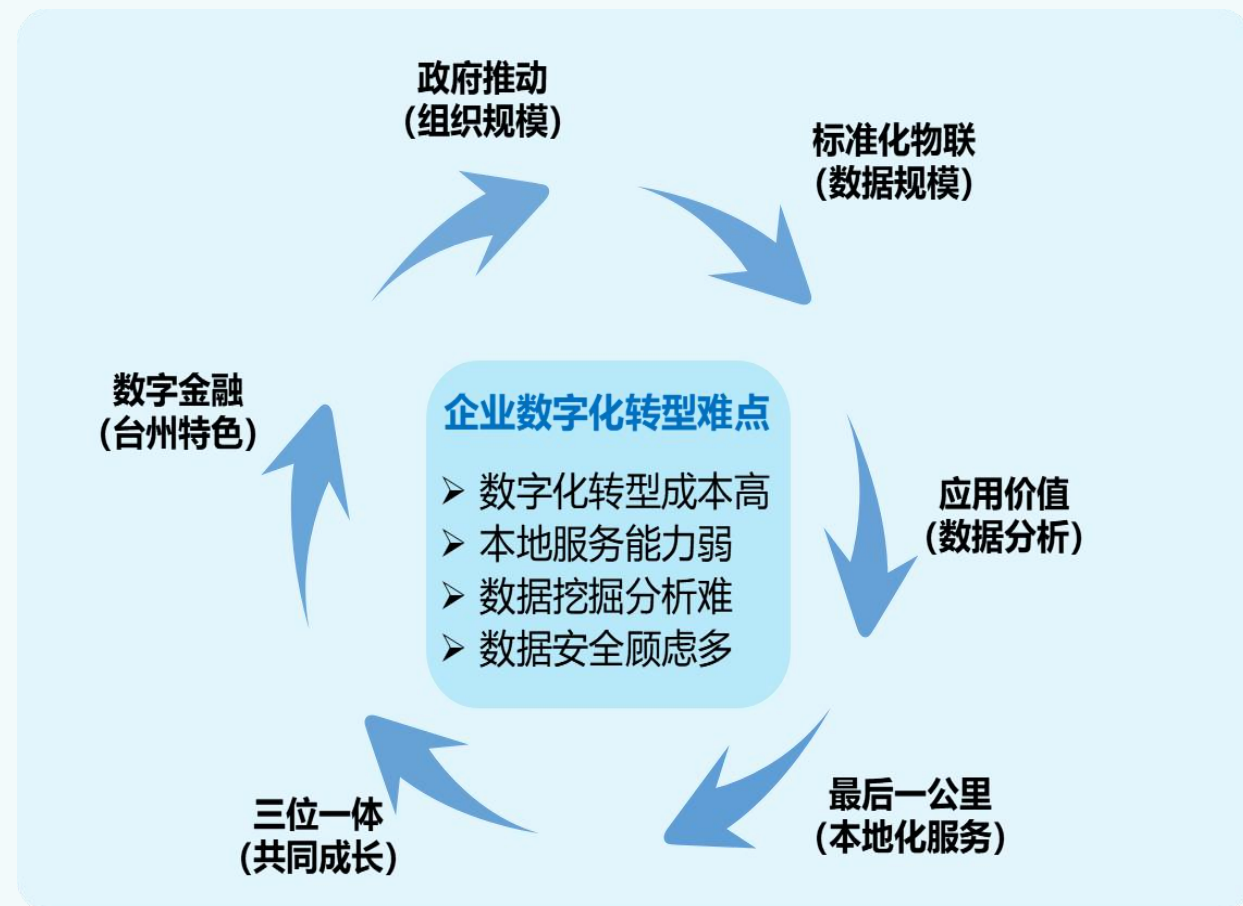 政府推动
(组织规模)
标准化物联
(数据规模)
数字金融
(台州特色)
企业数字化转型难点
➢ 数字化转型成本高
➢ 本地服务能力弱
➢ 数据挖掘分析难
➢ 数据安全顾虑多
应用价值
(数据分析)
最后一公里
(本地化服务)
三位一体
(共同成长)